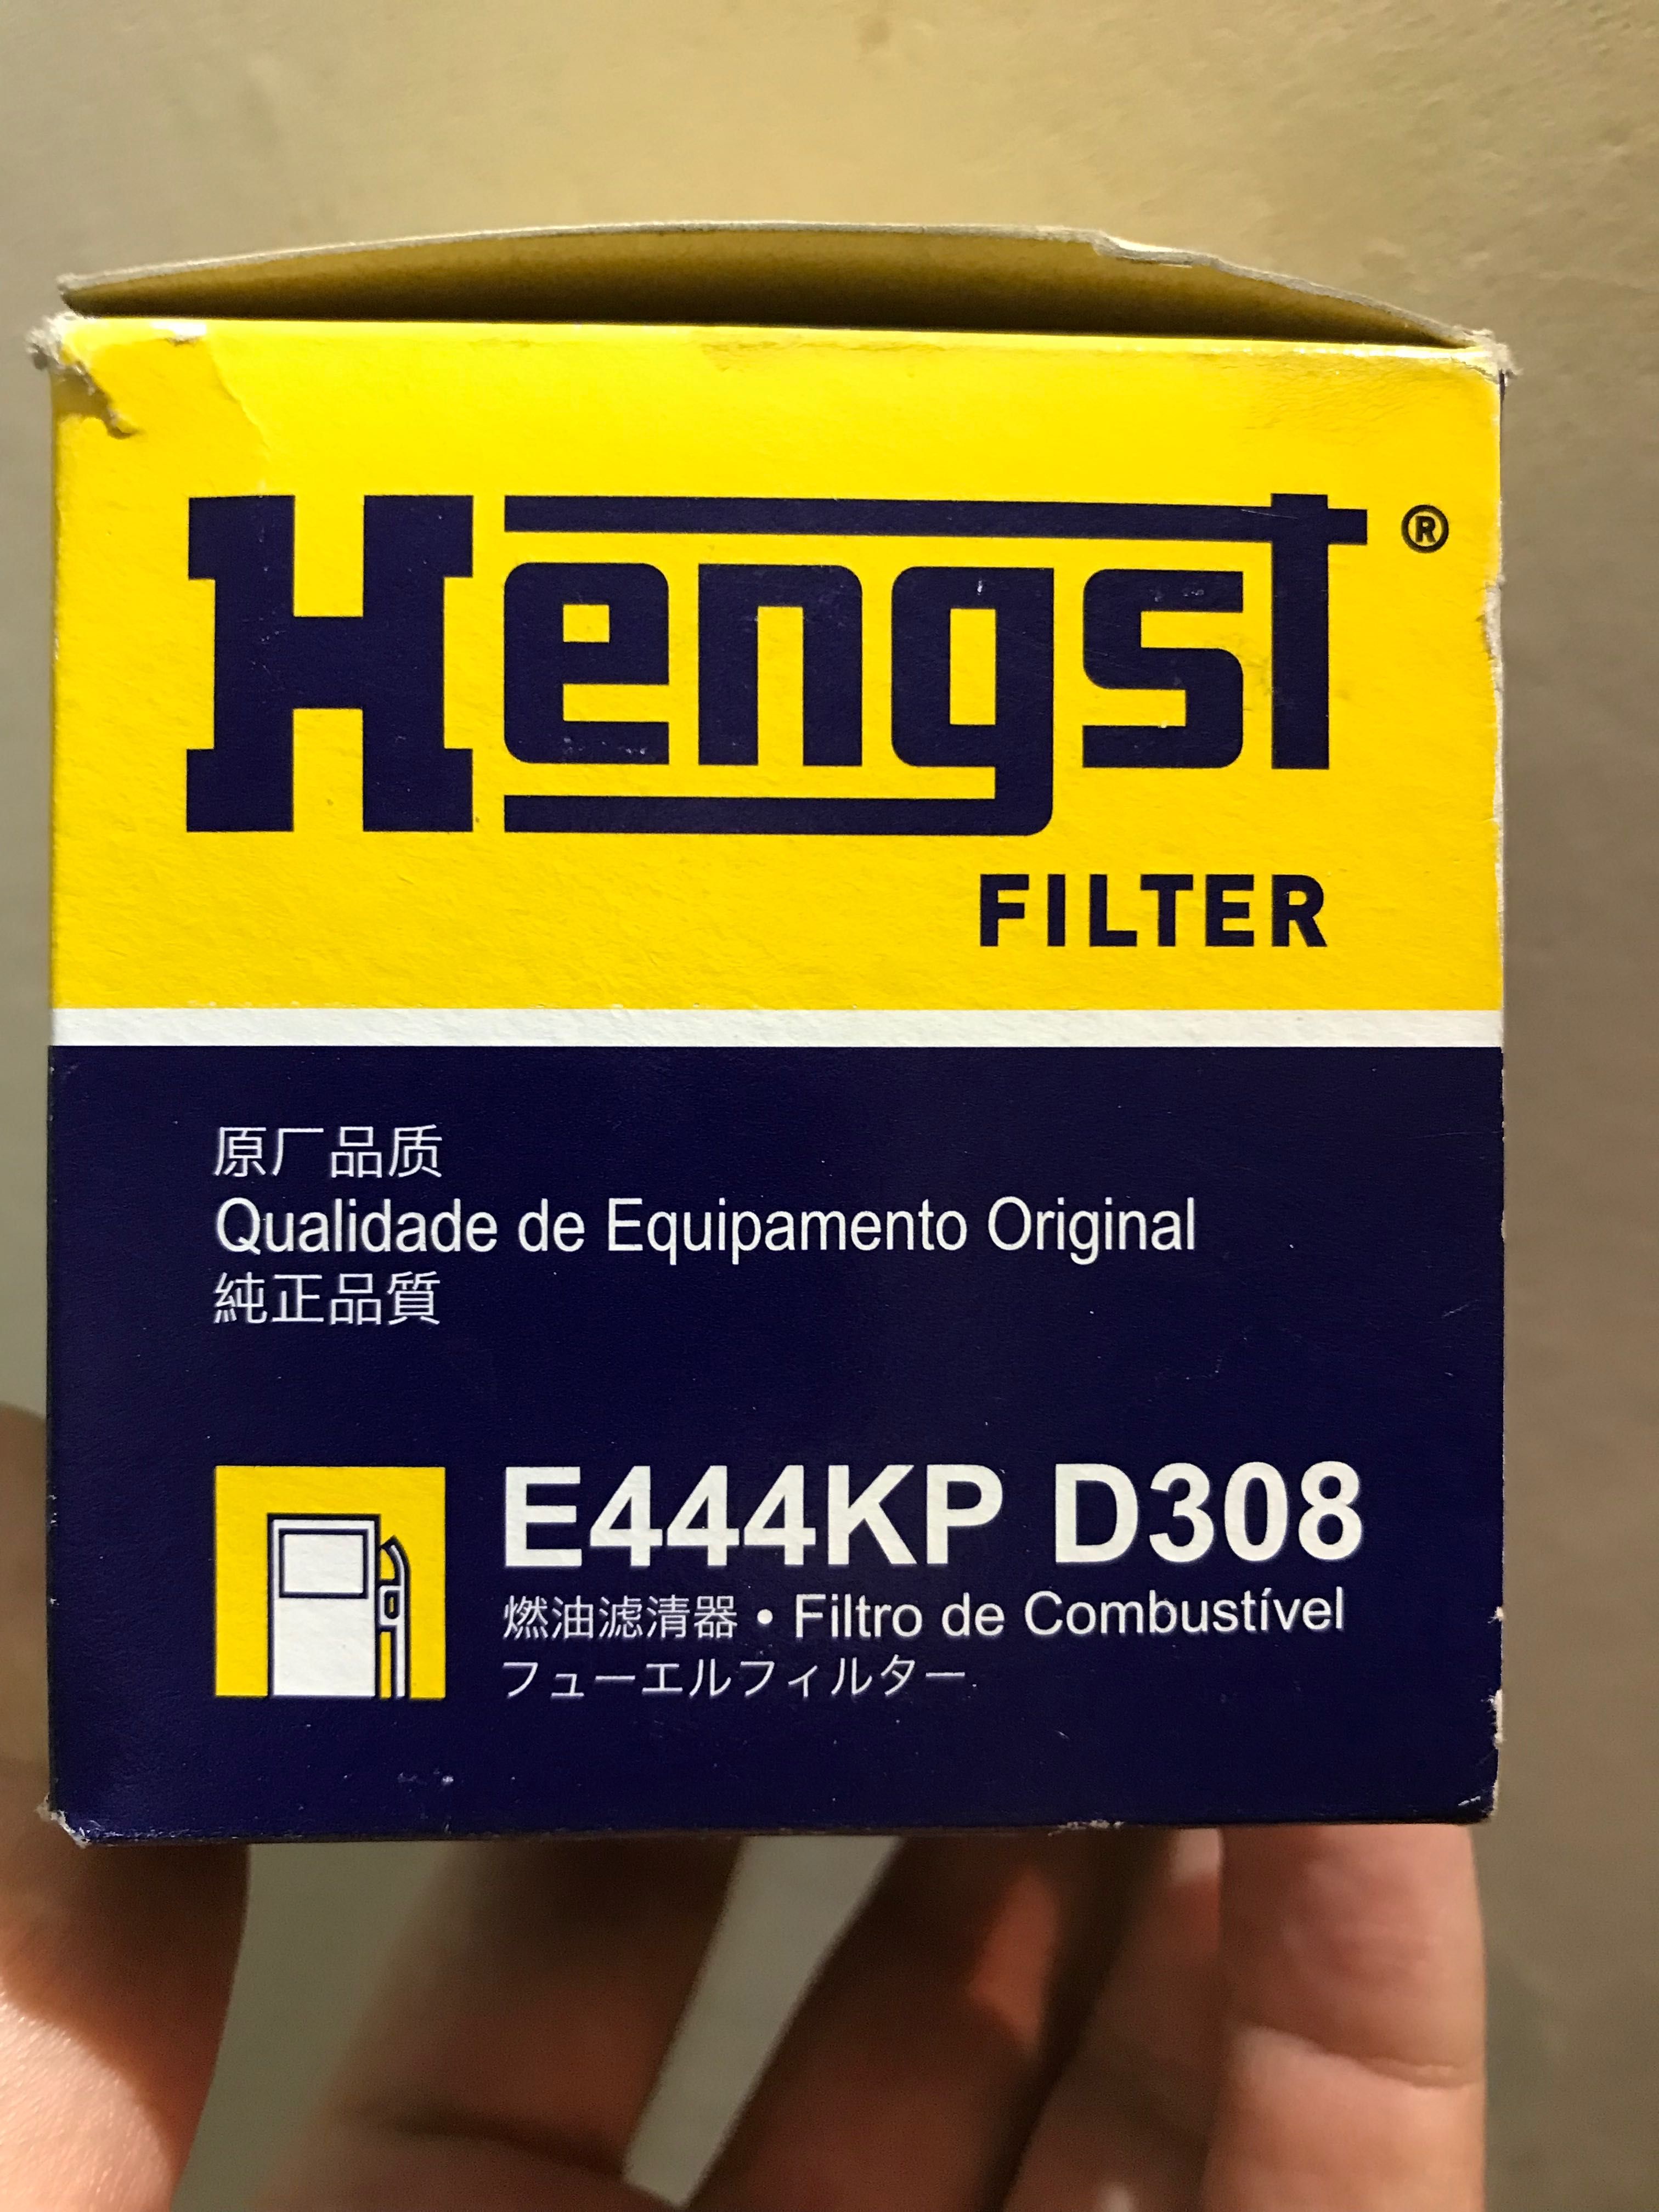 Hengst®
FILTER
原厂品质
Qualidade de Equipamento Original
純正品質
E444KP D308
燃油滤清器 • Filtro de Combustível
フューエルフィルター